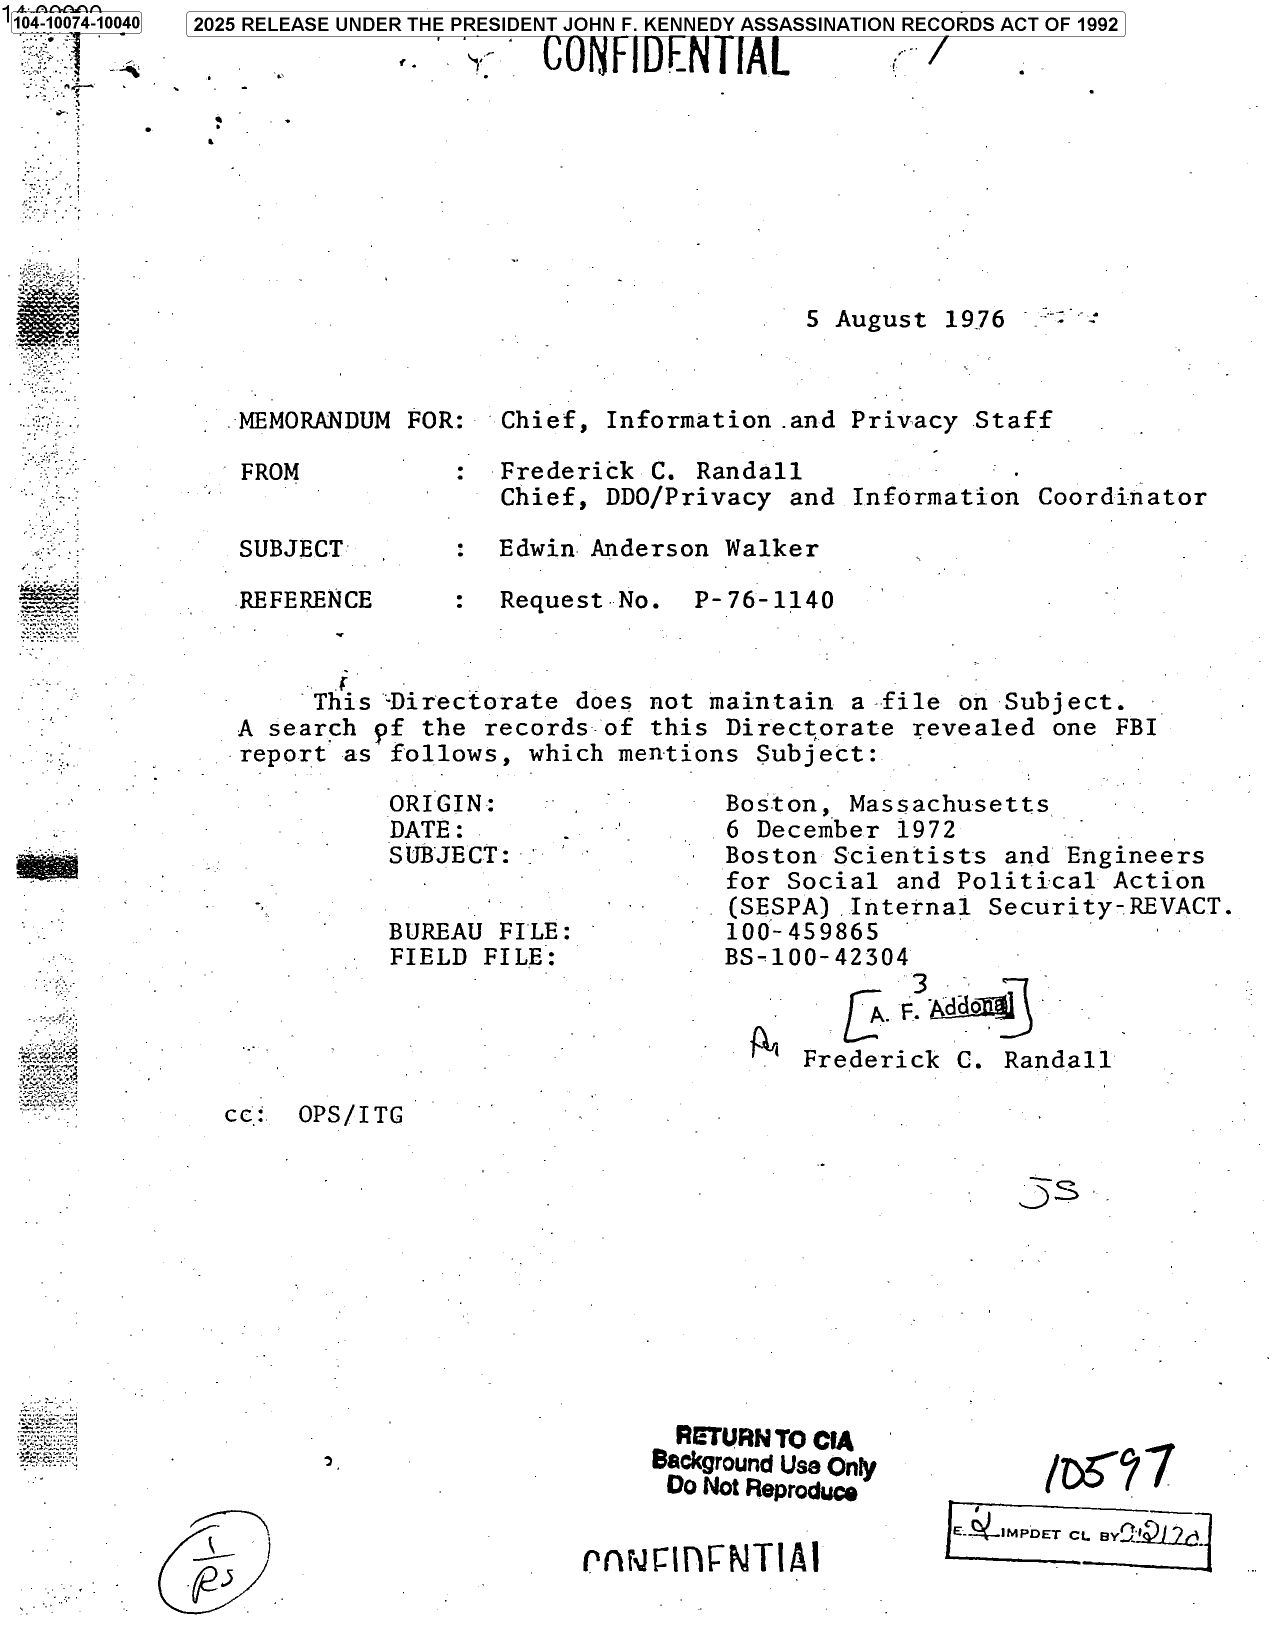 104-10074-10040
2025 RELEASE UNDER THE PRESIDENT JOHN F. KENNEDY ASSASSINATION RECORDS ACT OF 1992
CONFIDENTIAL
5 August 1976
MEMORANDUM FOR: Chief, Information and Privacy Staff
FROM : Frederick C. Randall
Chief, DDO/Privacy and Information Coordinator
SUBJECT : Edwin Anderson Walker
REFERENCE : Request No. P-76-1140
This Directorate does not maintain a file on Subject.
A search of the records of this Directorate revealed one FBI
report as follows, which mentions Subject:
ORIGIN: Boston, Massachusetts
DATE: 6 December 1972
SUBJECT: Boston Scientists and Engineers
for Social and Political Action
(SESPA) Internal Security-REVACT.
BUREAU FILE: 100-459865
FIELD FILE: BS-100-42304
3
[A. F. Addona]
Frederick C. Randall
cc: OPS/ITG
JS
RETURN TO CIA
Background Use Only
Do Not Reproduce
10597
E. 2 IMPDET CL BY
1
RS
CONFIDENTIAL